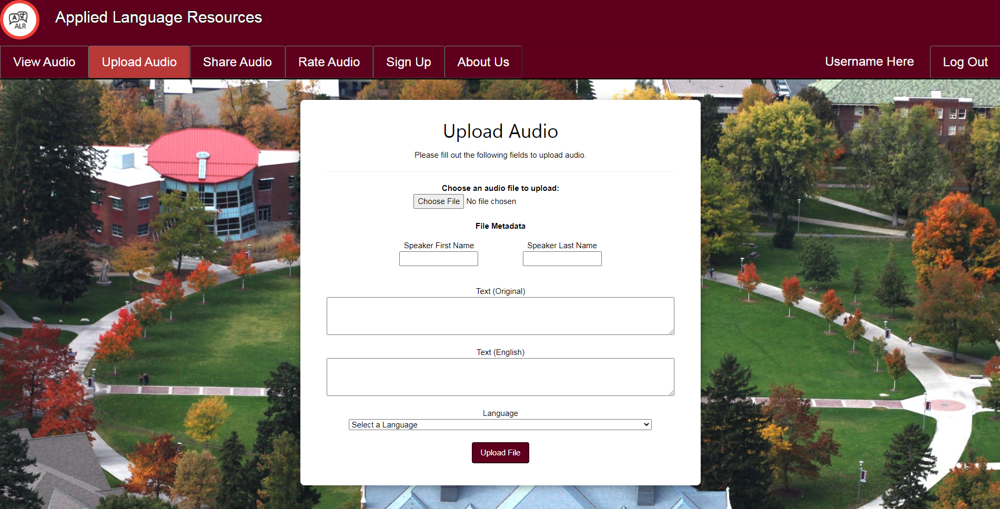 A文
ALR
Applied Language Resources
View Audio
Upload Audio
Share Audio
Rate Audio
Sign Up
About Us
Username Here
Log Out
Upload Audio
Please fill out the following fields to upload audio.
Choose an audio file to upload:
Choose File No file chosen
File Metadata
Speaker First Name
Speaker Last Name
Text (Original)
Text (English)
Language
Select a Language
Upload File